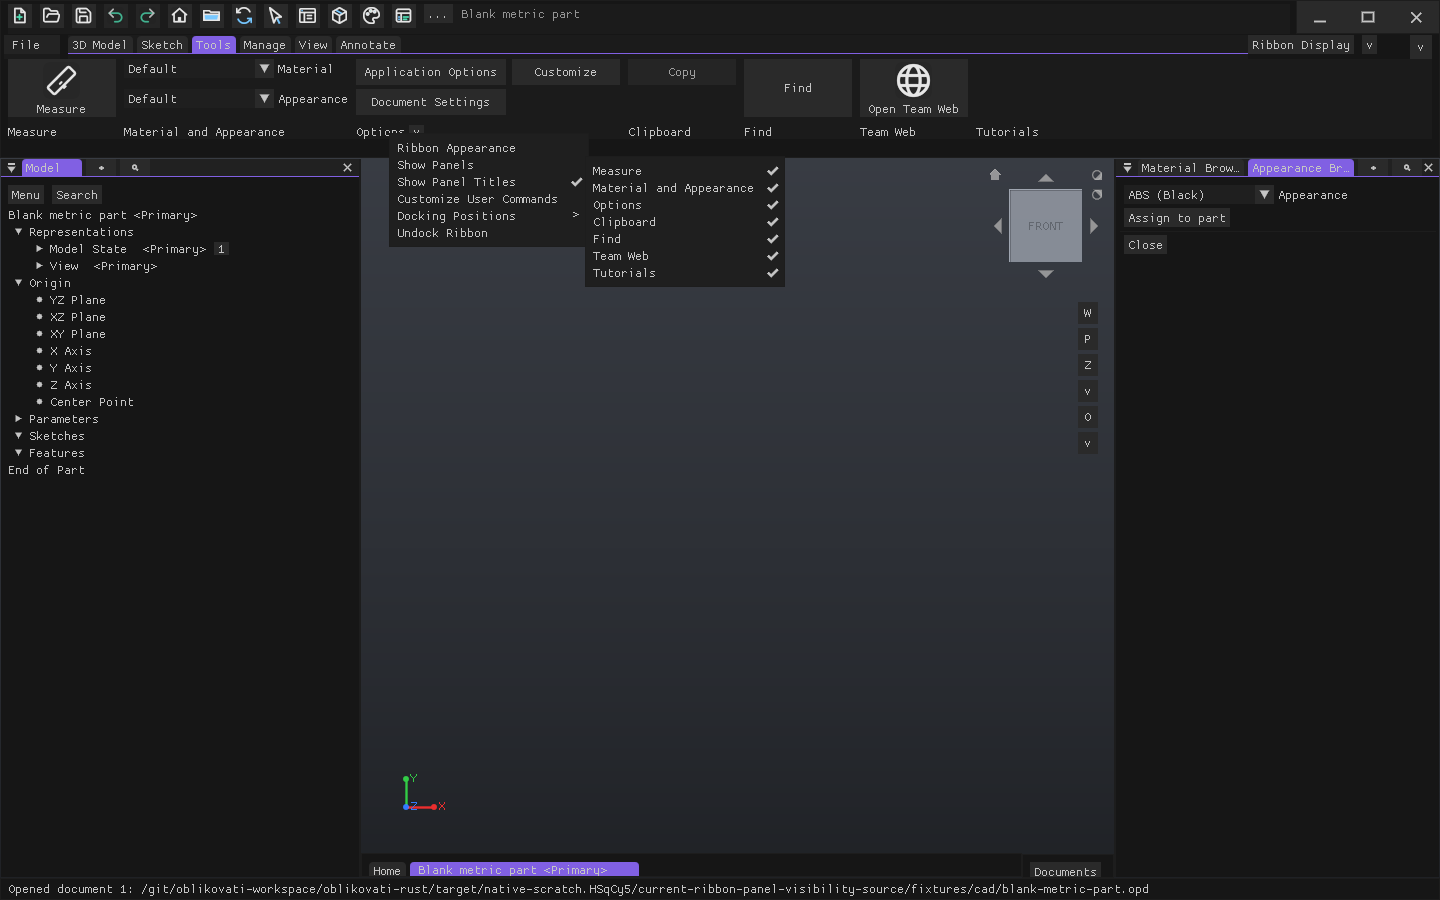 ... Blank metric part
File 3D Model Sketch Tools Manage View Annotate Ribbon Display v v
Default Material Application Options Customize Copy
Find
Default Appearance Document Settings
Measure Open Team Web
Measure Material and Appearance Options v Clipboard Find Team Web Tutorials
Ribbon Appearance
Show Panels
Show Panel Titles
Customize User Commands
Docking Positions >
Undock Ribbon
Measure
Material and Appearance
Options
Clipboard
Find
Team Web
Tutorials
Model
Menu Search
Blank metric part <Primary>
Representations
Model State <Primary> 1
View <Primary>
Origin
YZ Plane
XZ Plane
XY Plane
X Axis
Y Axis
Z Axis
Center Point
Parameters
Sketches
Features
End of Part
FRONT
W
P
Z
v
O
v
Y
Z X
Material Brow... Appearance Br...
ABS (Black) Appearance
Assign to part
Close
Home Blank metric part <Primary> Documents
Opened document 1: /git/oblikovati-workspace/oblikovati-rust/target/native-scratch.HSqCy5/current-ribbon-panel-visibility-source/fixtures/cad/blank-metric-part.opd